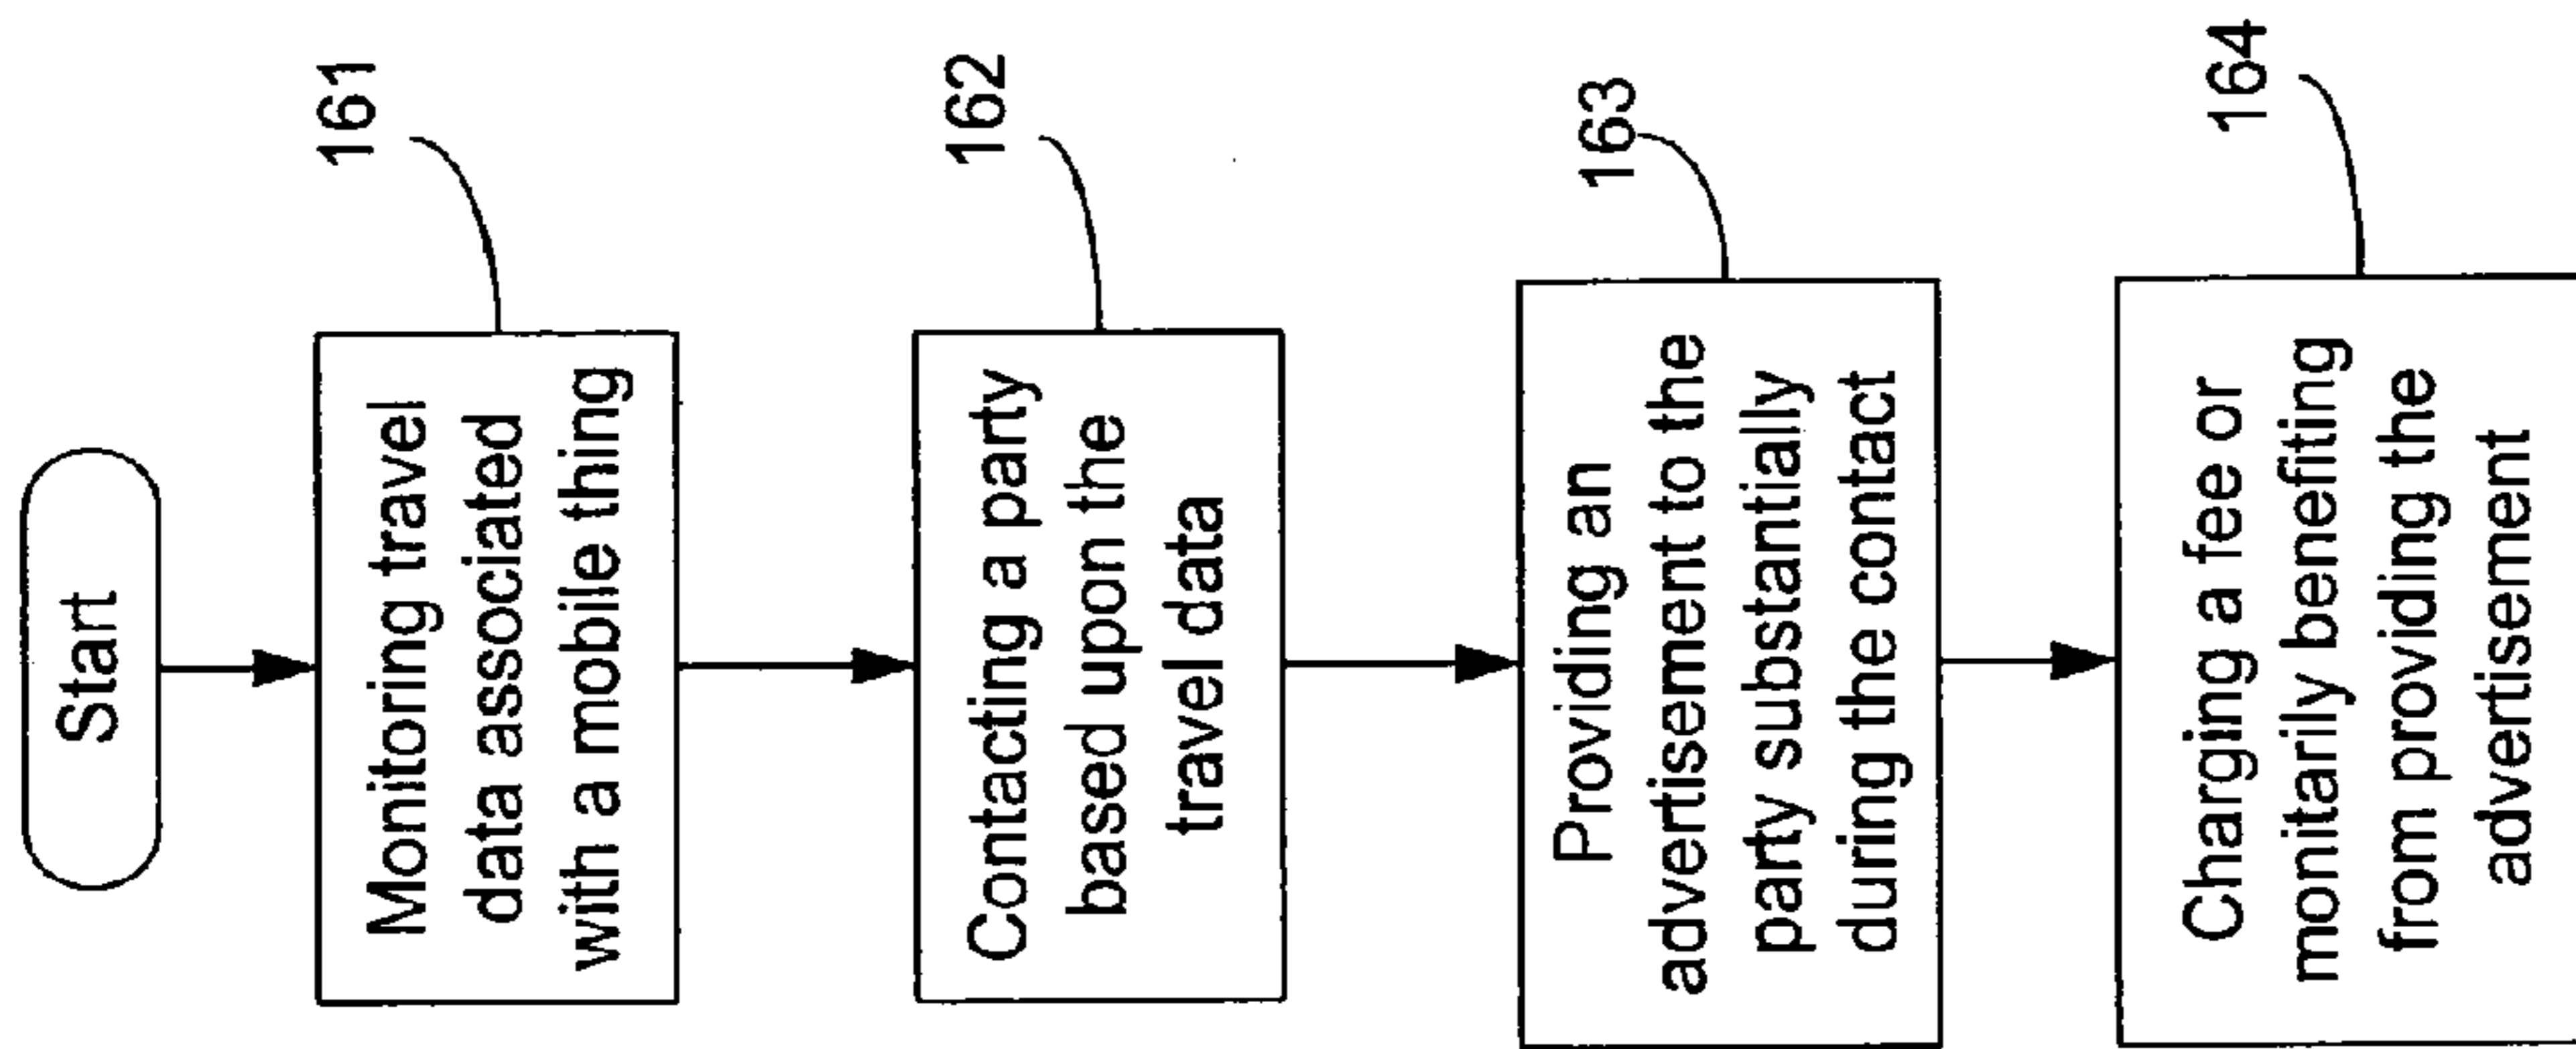 Start
161
Monitoring travel
data associated
with a mobile thing
162
Contacting a party
based upon the
travel data
163
Providing an
advertisement to the
party substantially
during the contact
164
Charging a fee or
monitarily benefiting
from providing the
advertisement